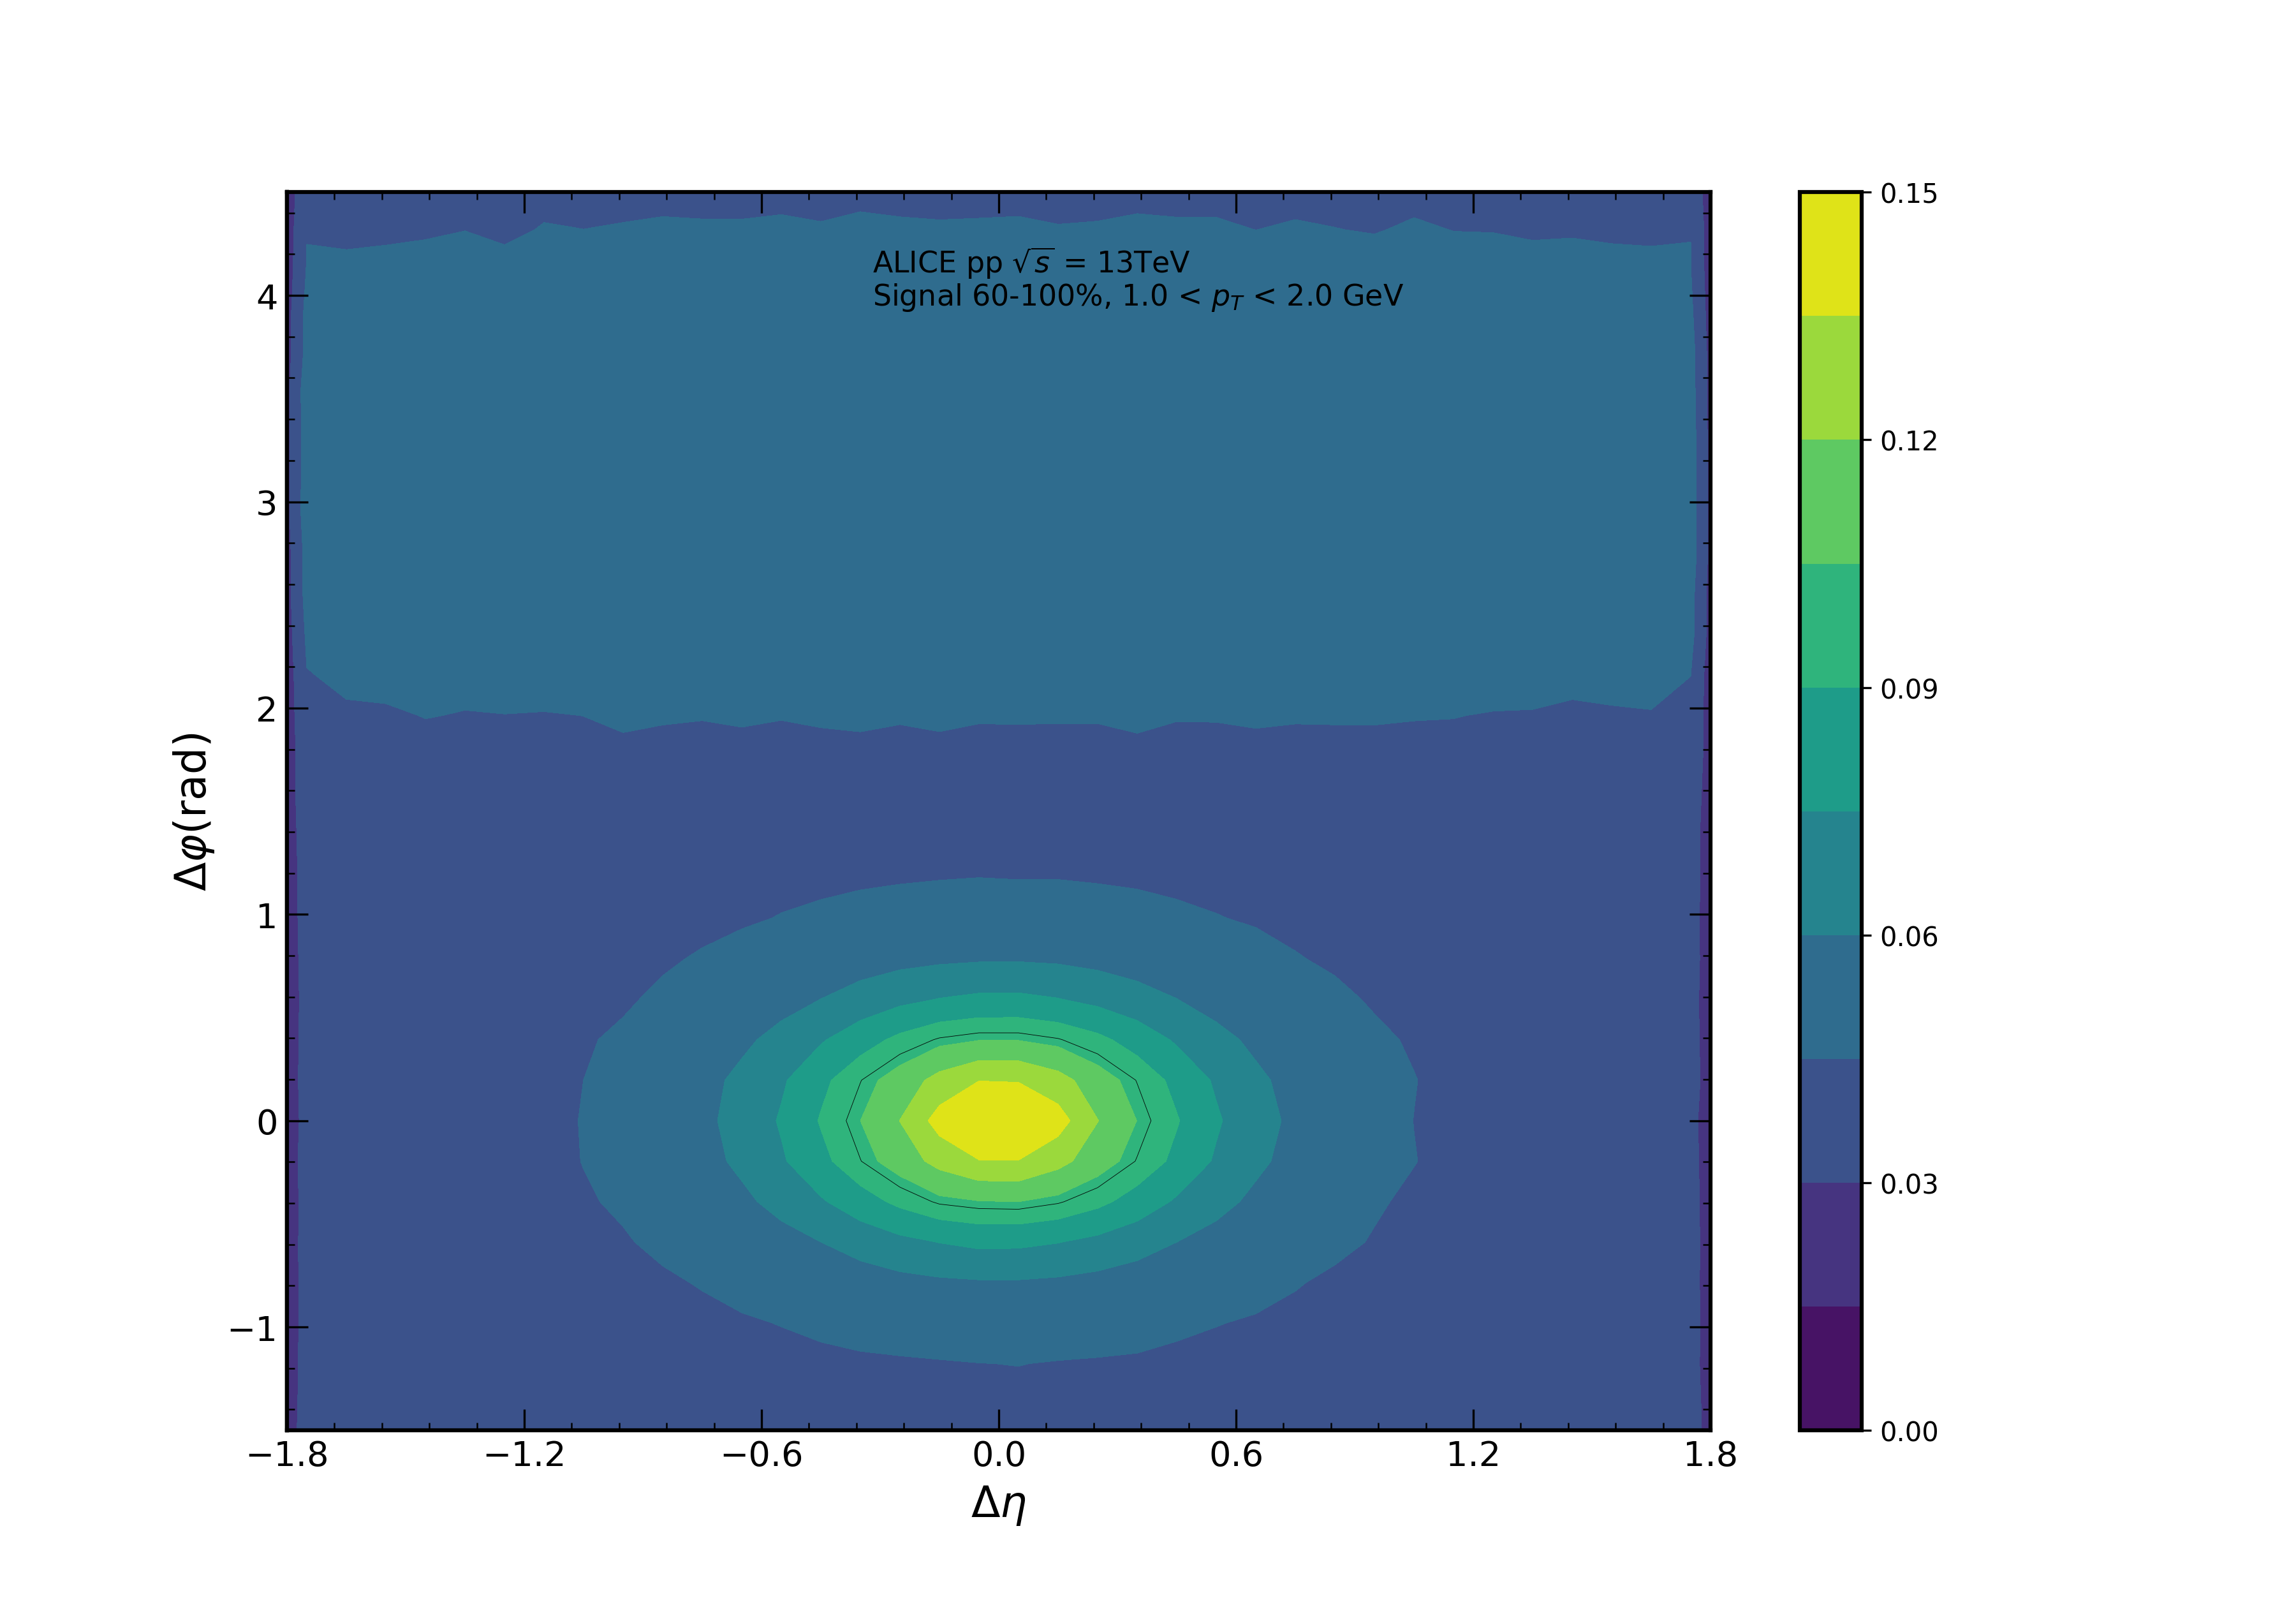 ALICE pp √s = 13TeV
Signal 60-100%, 1.0 < p_T < 2.0 GeV
4
3
2
1
0
−1
Δφ(rad)
−1.8 −1.2 −0.6 0.0 0.6 1.2 1.8
Δη
0.15
0.12
0.09
0.06
0.03
0.00